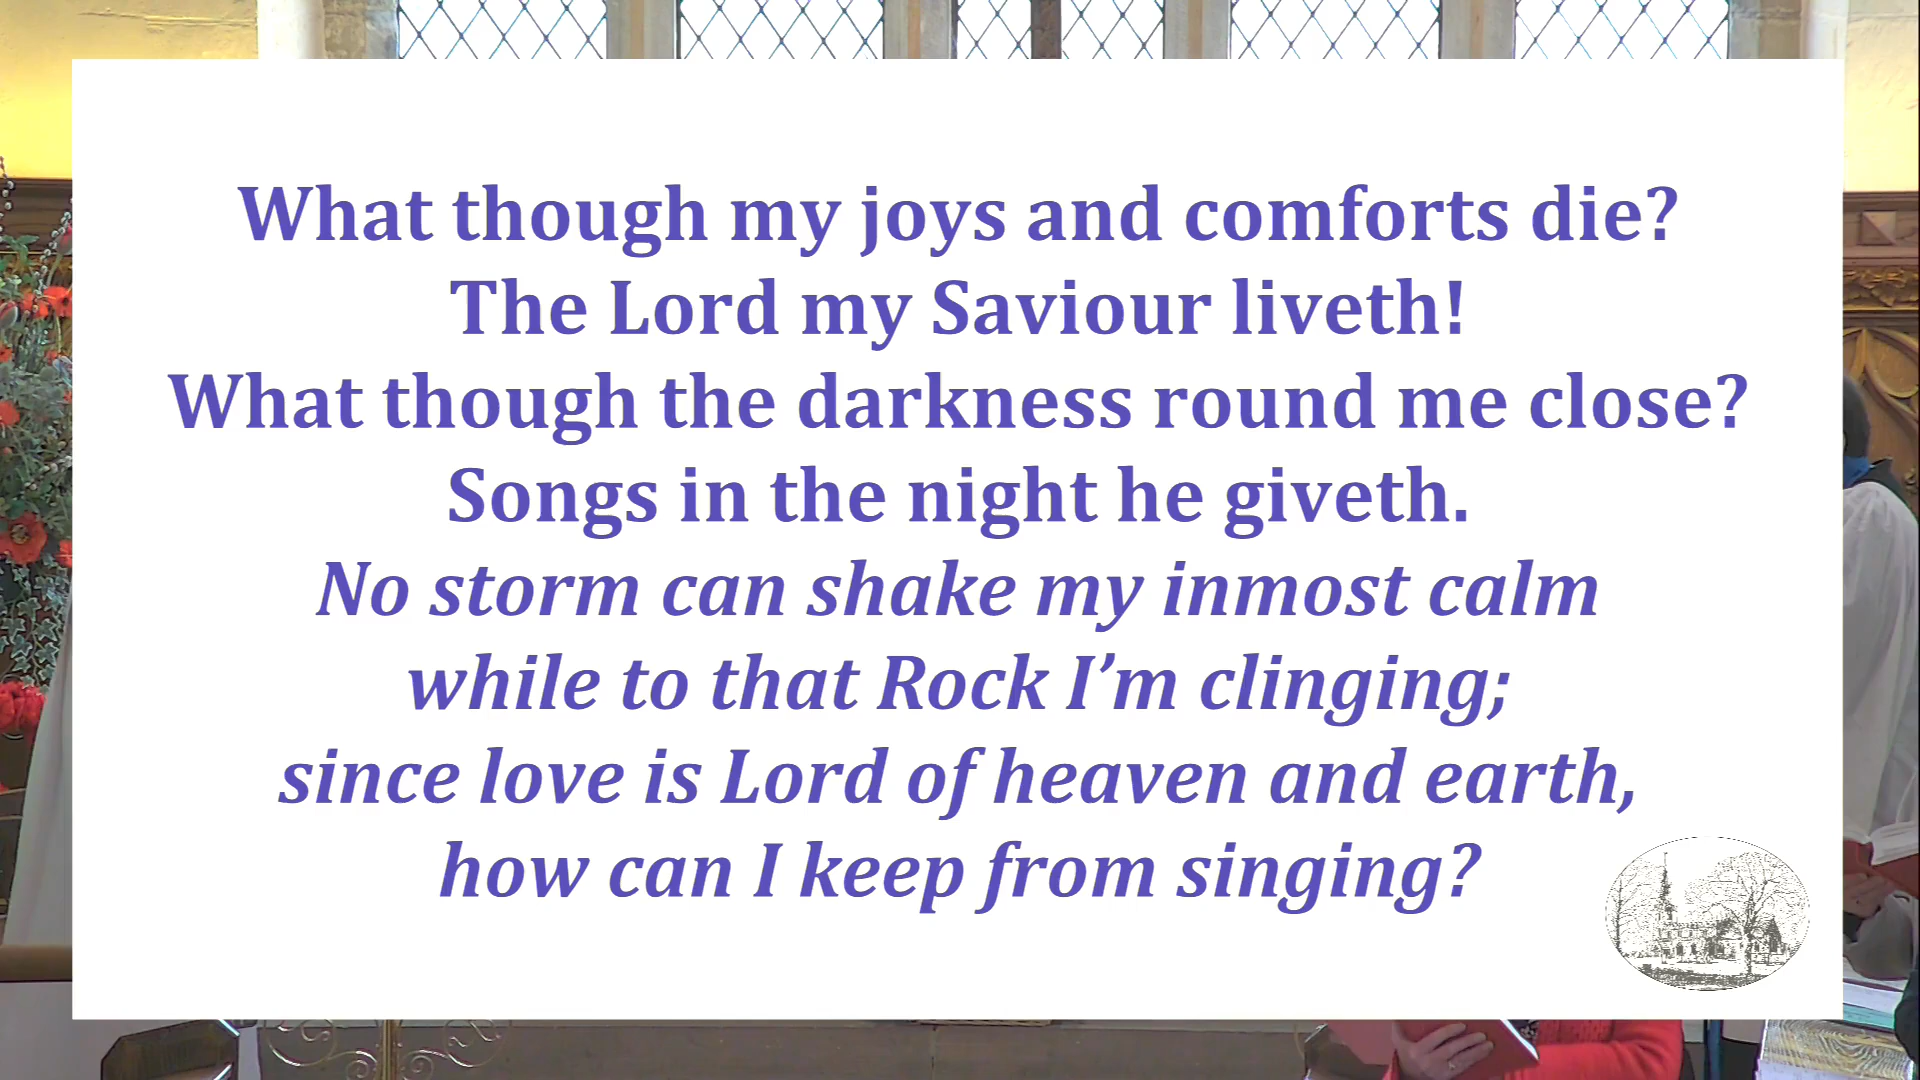 What though my joys and comforts die?
The Lord my Saviour liveth!
What though the darkness round me close?
Songs in the night he giveth.
No storm can shake my inmost calm
while to that Rock I’m clinging;
since love is Lord of heaven and earth,
how can I keep from singing?